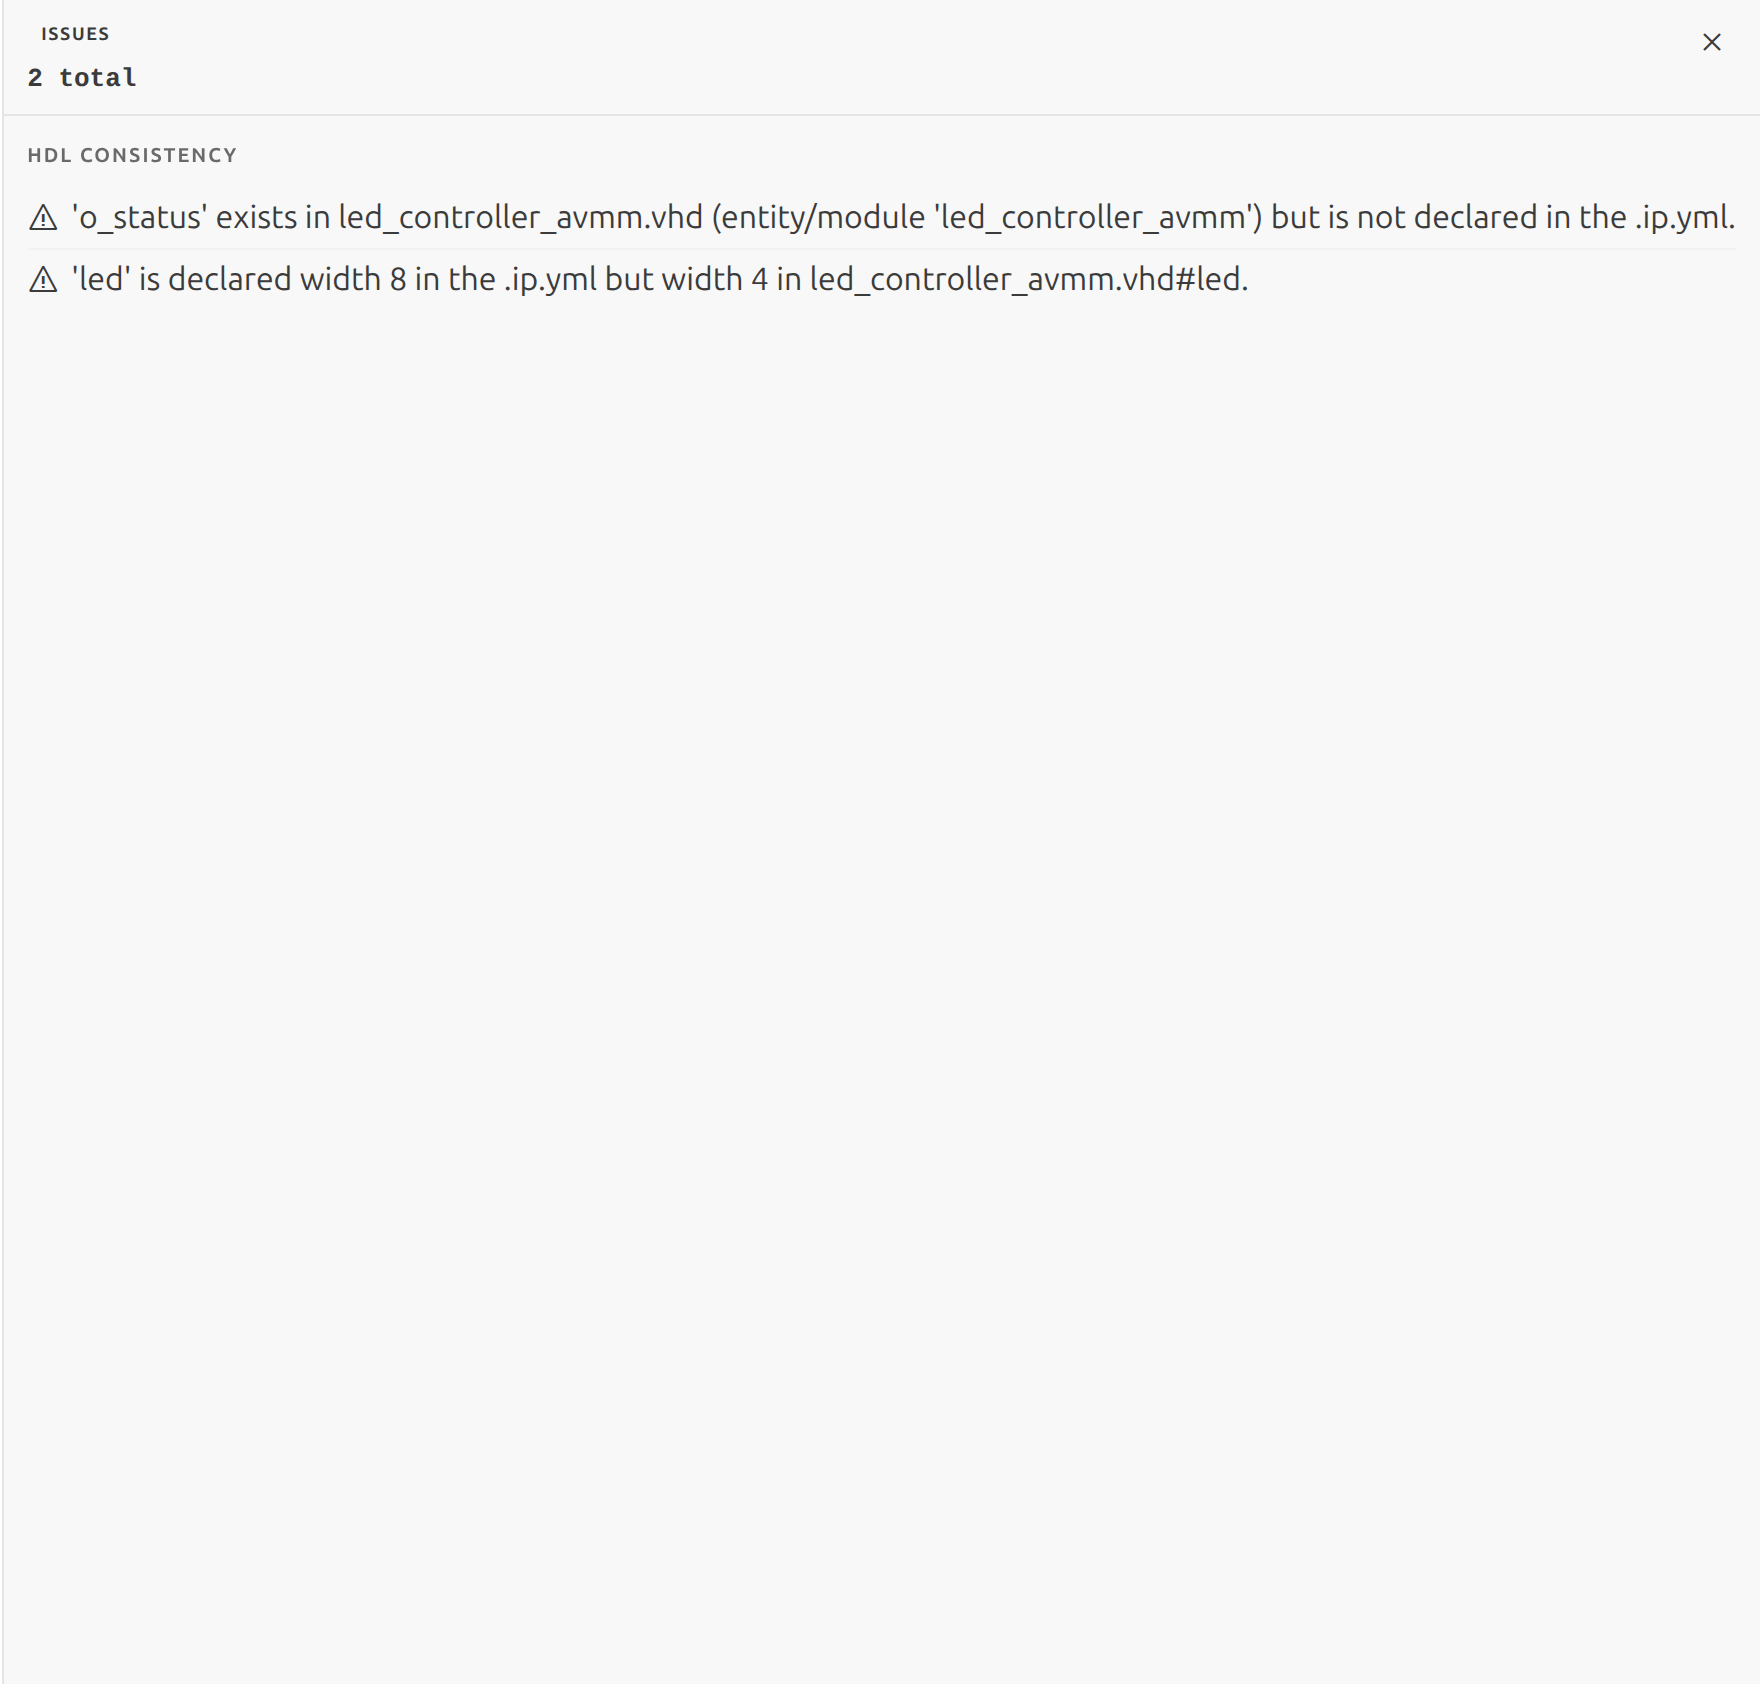 ISSUES
2 total
HDL CONSISTENCY
'o_status' exists in led_controller_avmm.vhd (entity/module 'led_controller_avmm') but is not declared in the .ip.yml.
'led' is declared width 8 in the .ip.yml but width 4 in led_controller_avmm.vhd#led.